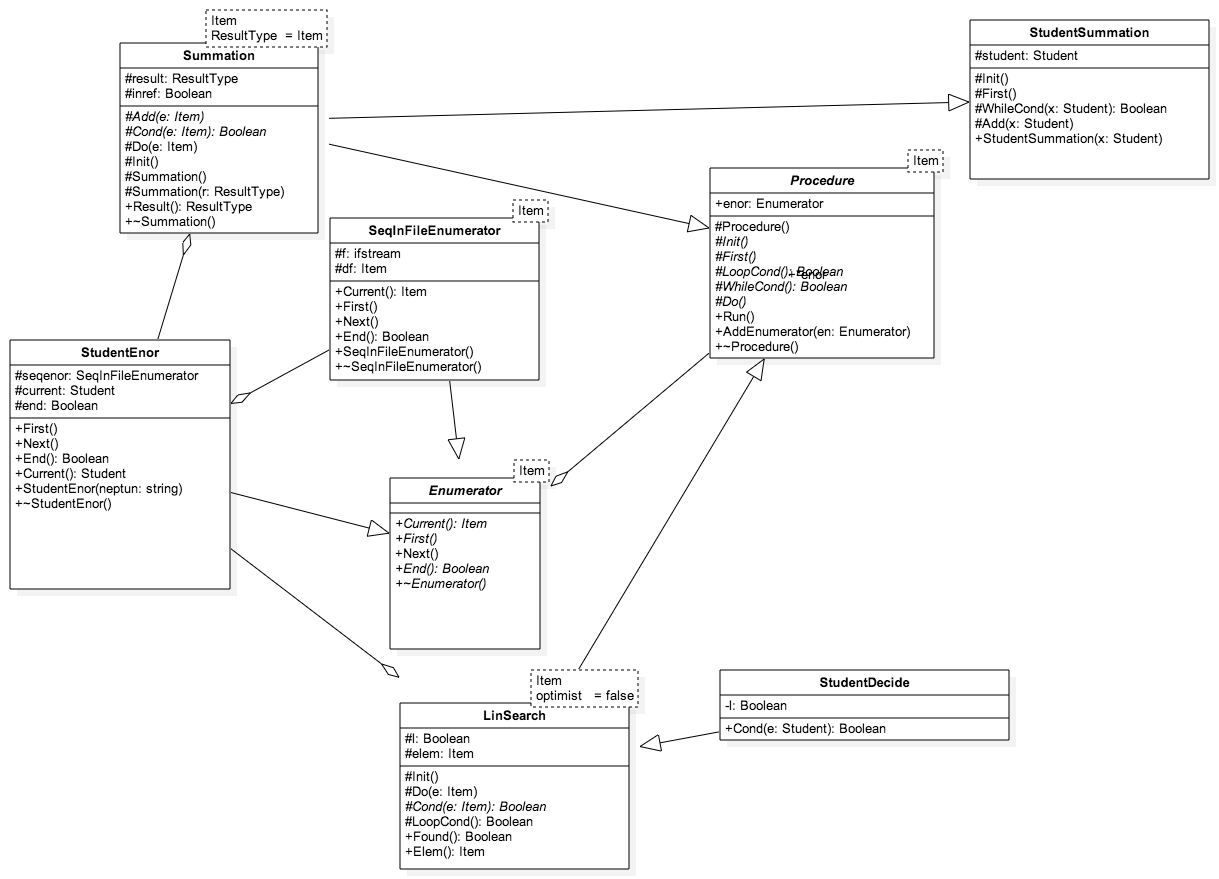 Item
ResultType = Item
Summation
#result: ResultType
#inref: Boolean
#Add(e: Item)
#Cond(e: Item): Boolean
#Do(e: Item)
#Init()
#Summation()
#Summation(r: ResultType)
+Result(): ResultType
+~Summation()
StudentSummation
#student: Student
#Init()
#First()
#WhileCond(x: Student): Boolean
#Add(x: Student)
+StudentSummation(x: Student)
Item
Procedure
+enor: Enumerator
#Procedure()
#Init()
#First()
#LoopCond(): Boolean
+*enor
#WhileCond(): Boolean
#Do()
+Run()
+AddEnumerator(en: Enumerator)
+~Procedure()
Item
SeqInFileEnumerator
#f: ifstream
#df: Item
+Current(): Item
+First()
+Next()
+End(): Boolean
+SeqInFileEnumerator()
+~SeqInFileEnumerator()
StudentEnor
#seqenor: SeqInFileEnumerator
#current: Student
#end: Boolean
+First()
+Next()
+End(): Boolean
+Current(): Student
+StudentEnor(neptun: string)
+~StudentEnor()
Item
Enumerator
+Current(): Item
+First()
+Next()
+End(): Boolean
+~Enumerator()
Item
optimist = false
LinSearch
#l: Boolean
#elem: Item
#Init()
#Do(e: Item)
#Cond(e: Item): Boolean
#LoopCond(): Boolean
+Found(): Boolean
+Elem(): Item
StudentDecide
-l: Boolean
+Cond(e: Student): Boolean